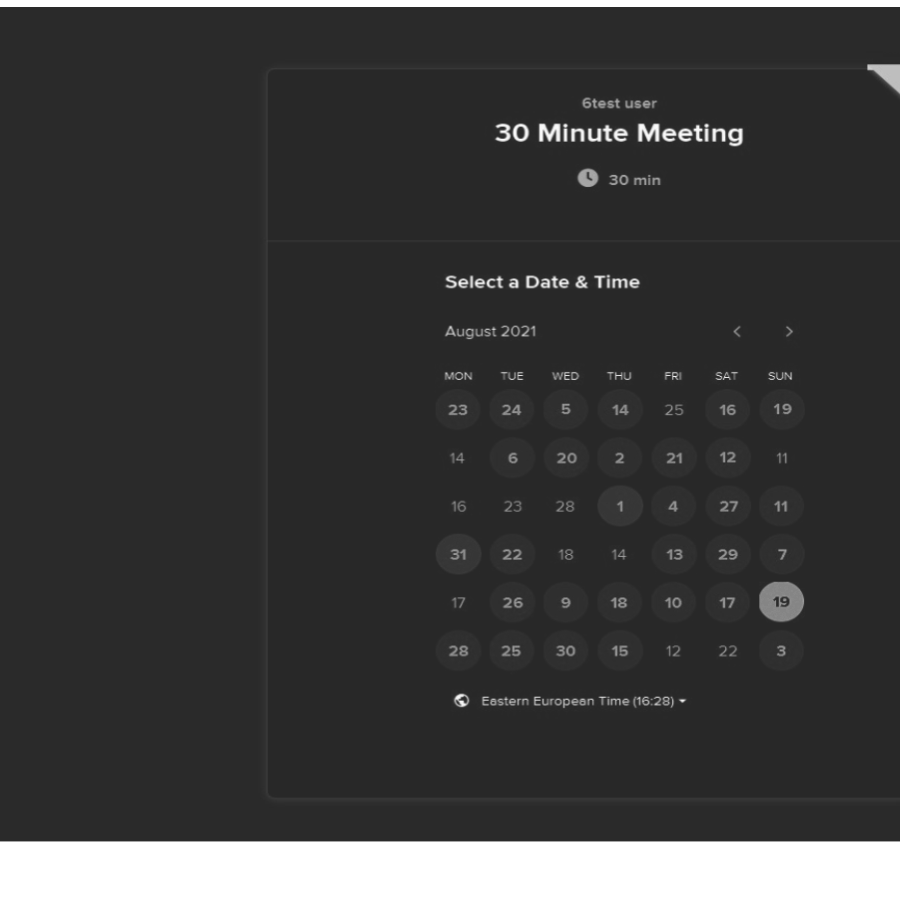 6test user
30 Minute Meeting
30 min
Select a Date & Time
August 2021
MON TUE WED THU FRI SAT SUN
23 24 5 14 25 16 19
14 6 20 2 21 12 11
16 23 28 1 4 27 11
31 22 18 14 13 29 7
17 26 9 18 10 17 19
28 25 30 15 12 22 3
Eastern European Time (16:28)